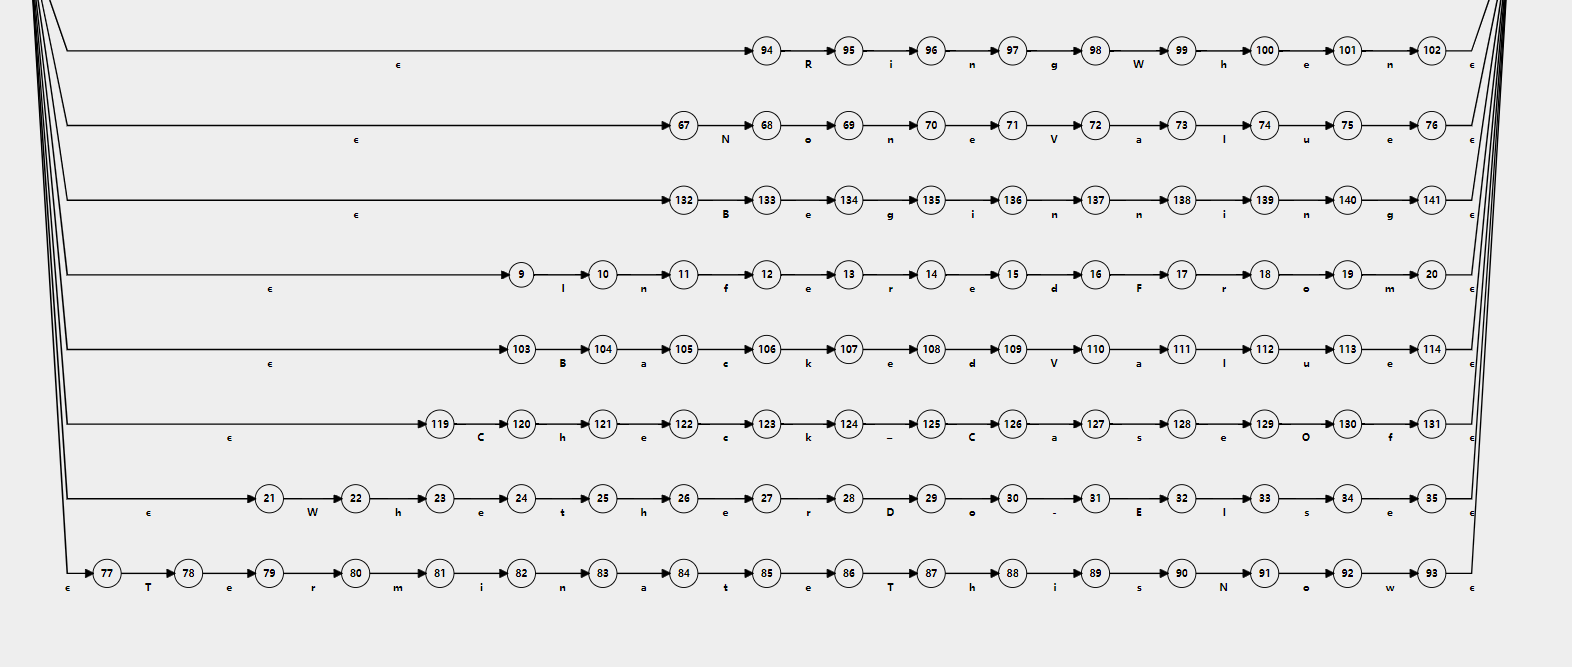 94 95 96 97 98 99 100 101 102
ϵ R i n g W h e n ϵ
67 68 69 70 71 72 73 74 75 76
ϵ N o n e V a l u e ϵ
132 133 134 135 136 137 138 139 140 141
ϵ B e g i n n i n g ϵ
9 10 11 12 13 14 15 16 17 18 19 20
ϵ I n f e r e d F r o m ϵ
103 104 105 106 107 108 109 110 111 112 113 114
ϵ B a c k e d V a l u e ϵ
119 120 121 122 123 124 125 126 127 128 129 130 131
ϵ C h e c k – C a s e O f ϵ
21 22 23 24 25 26 27 28 29 30 31 32 33 34 35
ϵ W h e t h e r D o - E l s e ϵ
77 78 79 80 81 82 83 84 85 86 87 88 89 90 91 92 93
ϵ T e r m i n a t e T h i s N o w ϵ